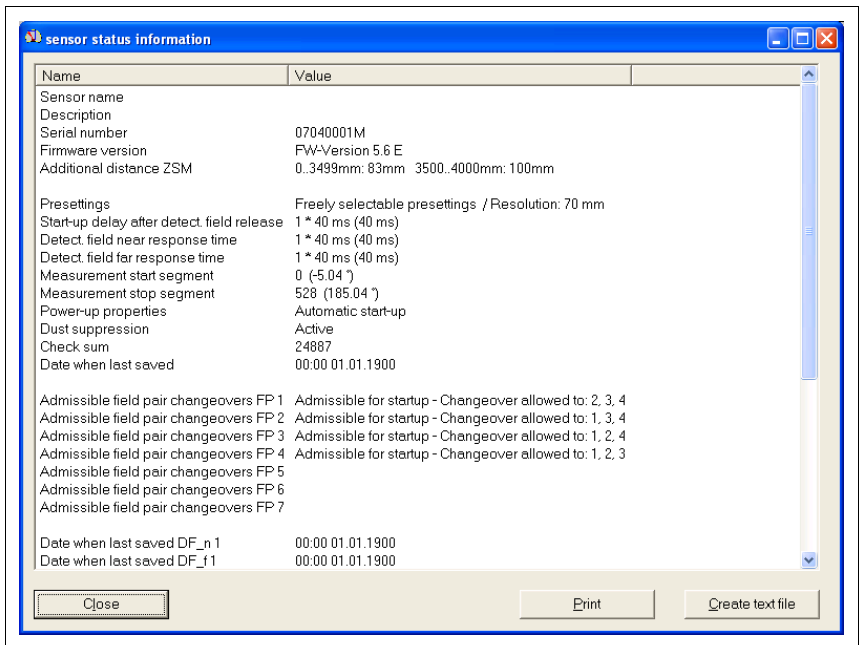 sensor status information
Name Value
Sensor name
Description
Serial number 07040001M
Firmware version FW-Version 5.6 E
Additional distance ZSM 0..3499mm: 83mm 3500..4000mm: 100mm
Presettings Freely selectable presettings / Resolution: 70 mm
Start-up delay after detect. field release 1 * 40 ms (40 ms)
Detect. field near response time 1 * 40 ms (40 ms)
Detect. field far response time 1 * 40 ms (40 ms)
Measurement start segment 0 (-5.04 °)
Measurement stop segment 528 (185.04 °)
Power-up properties Automatic start-up
Dust suppression Active
Check sum 24887
Date when last saved 00:00 01.01.1900
Admissible field pair changeovers FP 1 Admissible for startup - Changeover allowed to: 2, 3, 4
Admissible field pair changeovers FP 2 Admissible for startup - Changeover allowed to: 1, 3, 4
Admissible field pair changeovers FP 3 Admissible for startup - Changeover allowed to: 1, 2, 4
Admissible field pair changeovers FP 4 Admissible for startup - Changeover allowed to: 1, 2, 3
Admissible field pair changeovers FP 5
Admissible field pair changeovers FP 6
Admissible field pair changeovers FP 7
Date when last saved DF_n 1 00:00 01.01.1900
Date when last saved DF_f 1 00:00 01.01.1900
Close Print Create text file